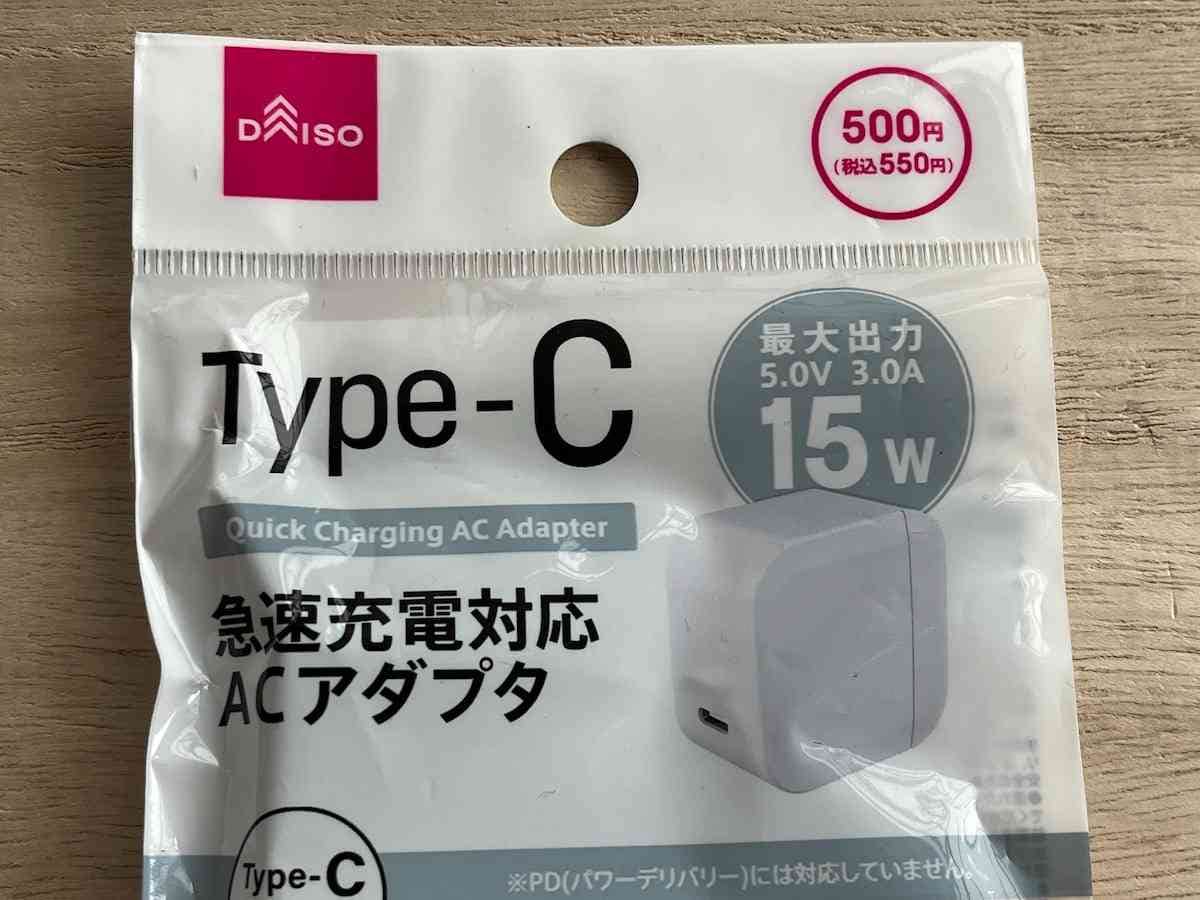 DAISO
500円
(税込550円)
Type-C
最大出力
5.0V 3.0A
15W
Quick Charging AC Adapter
急速充電対応
ACアダプタ
Type-C
※PD(パワーデリバリー)には対応していません。